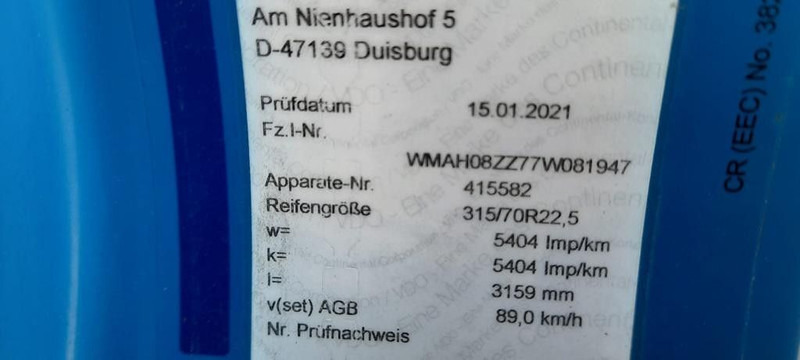 Am Nienhaushof 5
D-47139 Duisburg
Prüfdatum 15.01.2021
Fz.I-Nr.
WMAH08ZZ77W081947
Apparate-Nr. 415582
Reifengröße 315/70R22,5
w= 5404 Imp/km
k= 5404 Imp/km
l= 3159 mm
v(set) AGB 89,0 km/h
Nr. Prüfnachweis
CR (EEC) No. 382